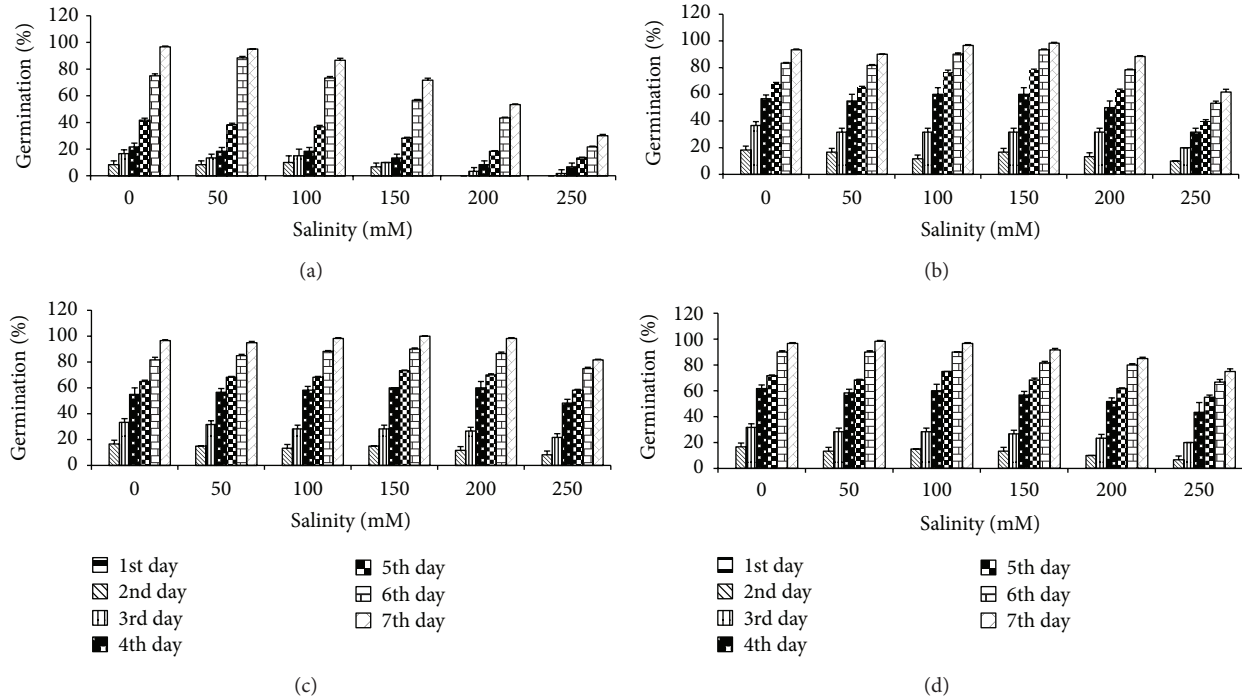 120
100
80
60
40
20
0
Germination (%)
0 50 100 150 200 250
Salinity (mM)
(a)
120
100
80
60
40
20
0
Germination (%)
0 50 100 150 200 250
Salinity (mM)
(b)
120
100
80
60
40
20
0
Germination (%)
0 50 100 150 200 250
Salinity (mM)
1st day
2nd day
3rd day
4th day
5th day
6th day
7th day
(c)
120
100
80
60
40
20
0
Germination (%)
0 50 100 150 200 250
Salinity (mM)
1st day
2nd day
3rd day
4th day
5th day
6th day
7th day
(d)